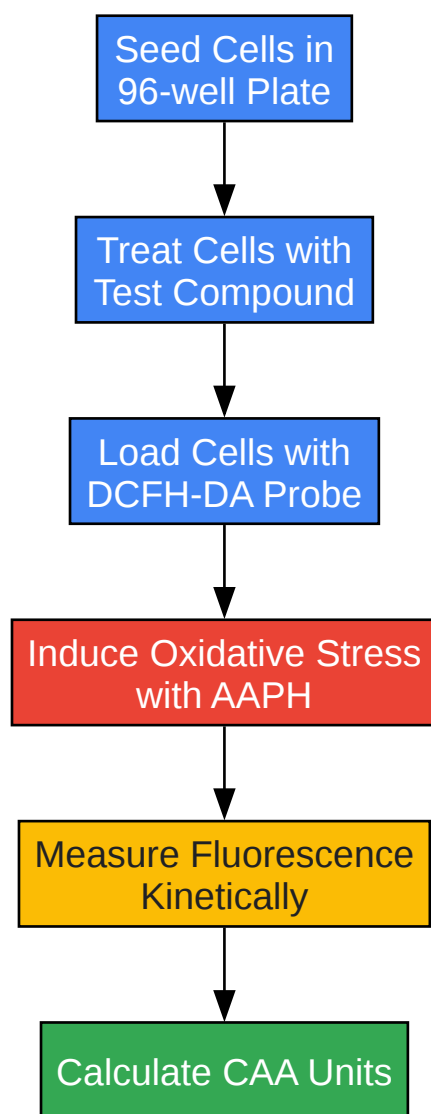 Seed Cells in
96-well Plate
Treat Cells with
Test Compound
Load Cells with
DCFH-DA Probe
Induce Oxidative Stress
with AAPH
Measure Fluorescence
Kinetically
Calculate CAA Units